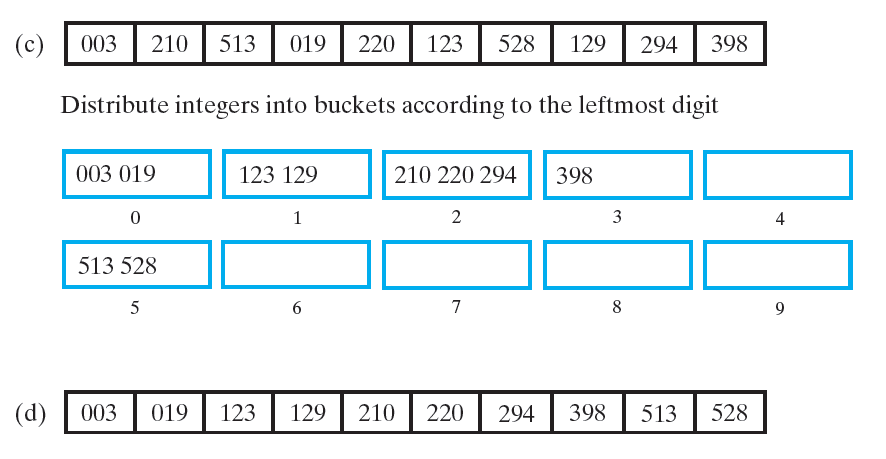 (c) 003 210 513 019 220 123 528 129 294 398
Distribute integers into buckets according to the leftmost digit
003 019 123 129 210 220 294 398
0 1 2 3 4
513 528
5 6 7 8 9
(d) 003 019 123 129 210 220 294 398 513 528